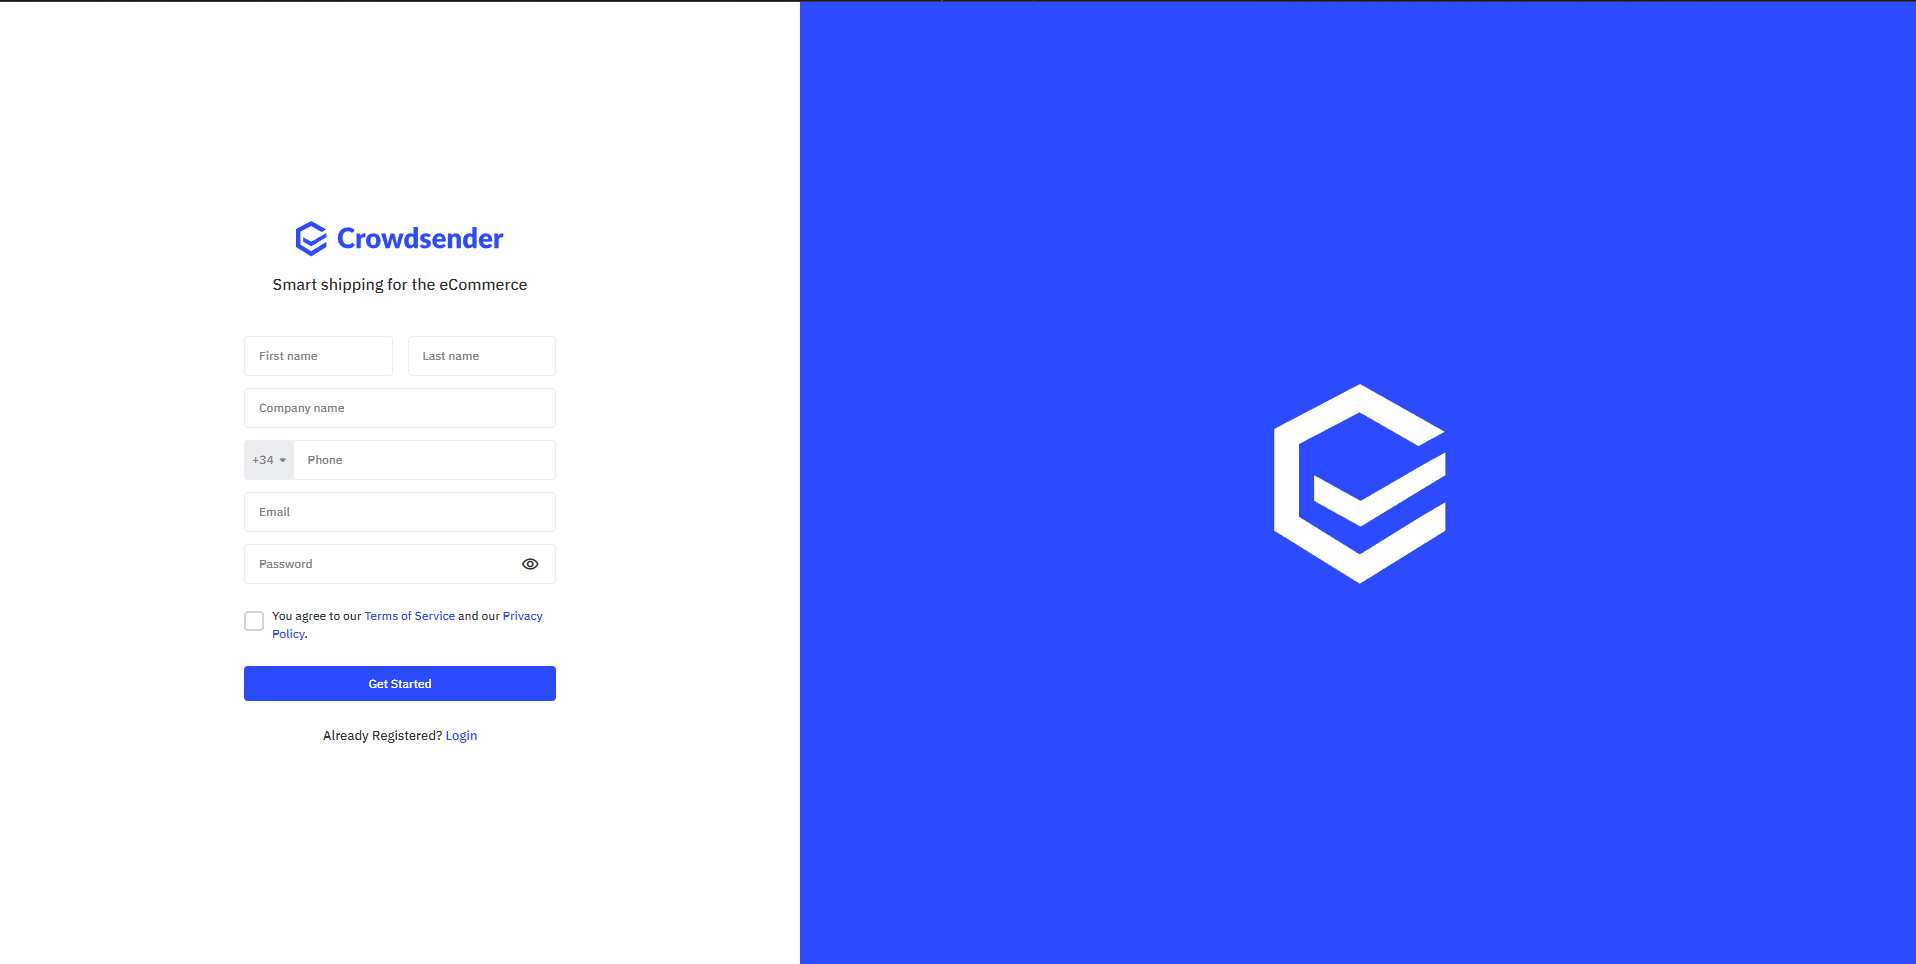 Crowdsender
Smart shipping for the eCommerce
First name
Last name
Company name
+34
Phone
Email
Password
You agree to our Terms of Service and our Privacy
Policy.
Get Started
Already Registered? Login